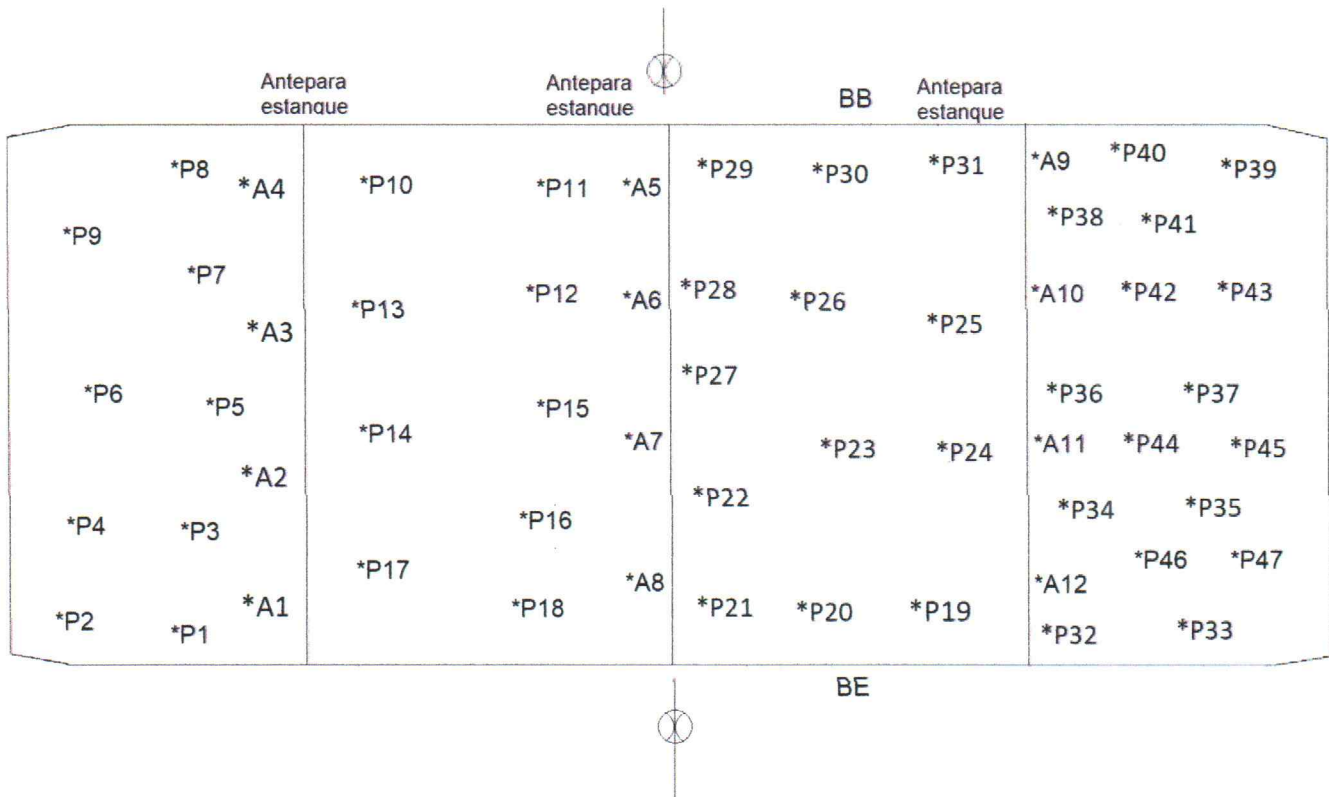 Antepara
estanque
Antepara
estanque
BB
Antepara
estanque
*P8
*A4
*P10
*P11
*A5
*P29
*P30
*P31
*A9
*P40
*P39
*P9
*P38
*P41
*P7
*P13
*P12
*A6
*P28
*P26
*P25
*A10
*P42
*P43
*A3
*P27
*P6
*P5
*P14
*P15
*A7
*P23
*P24
*P36
*P37
*A11
*P44
*P45
*A2
*P22
*P34
*P35
*P4
*P3
*P16
*P46
*P47
*P17
*A8
*A12
*P2
*P1
*A1
*P18
*P21
*P20
*P19
*P32
*P33
BE